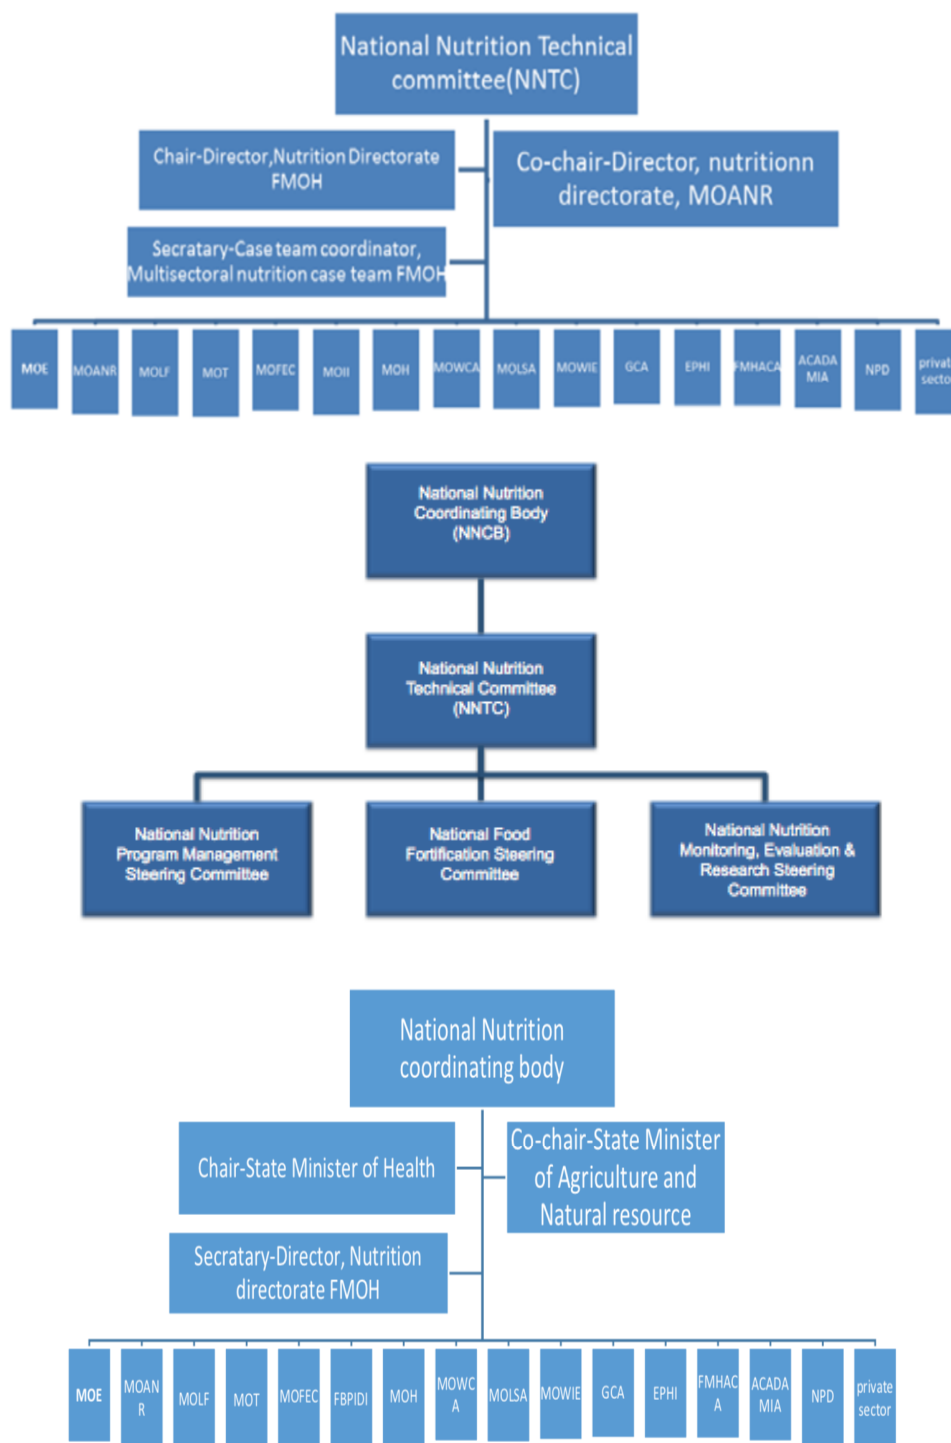 National Nutrition Technical
committee(NNTC)
Chair-Director,Nutrition Directorate
FMOH
Co-chair-Director, nutritionn
directorate, MOANR
Secratary-Case team coordinator,
Multisectoral nutrition case team FMOH
MOE
MOANR
MOLF
MOT
MOFEC
MOII
MOH
MOWCA
MOLSA
MOWIE
GCA
EPHI
FMHACA
ACADA
MIA
NPD
privat
sector
National Nutrition
Coordinating Body
(NNCB)
National Nutrition
Technical Committee
(NNTC)
National Nutrition
Program Management
Steering Committee
National Food
Fortification Steering
Committee
National Nutrition
Monitoring, Evaluation &
Research Steering
Committee
National Nutrition
coordinating body
Chair-State Minister of Health
Co-chair-State Minister
of Agriculture and
Natural resource
Secratary-Director, Nutrition
directorate FMOH
MOE
MOAN
R
MOLF
MOT
MOFEC
FBPIDI
MOH
MOWC
A
MOLSA
MOWIE
GCA
EPHI
FMHAC
A
ACADA
MIA
NPD
private
sector